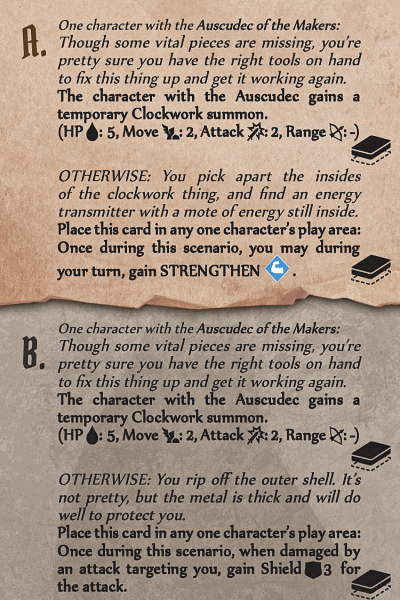 A.
One character with the Auscudec of the Makers:
Though some vital pieces are missing, you're
pretty sure you have the right tools on hand
to fix this thing up and get it working again.
The character with the Auscudec gains a
temporary Clockwork summon.
(HP : 5, Move : 2, Attack : 2, Range : -)
OTHERWISE: You pick apart the insides
of the clockwork thing, and find an energy
transmitter with a mote of energy still inside.
Place this card in any one character's play area:
Once during this scenario, you may during
your turn, gain STRENGTHEN .
B.
One character with the Auscudec of the Makers:
Though some vital pieces are missing, you're
pretty sure you have the right tools on hand
to fix this thing up and get it working again.
The character with the Auscudec gains a
temporary Clockwork summon.
(HP : 5, Move : 2, Attack : 2, Range : -)
OTHERWISE: You rip off the outer shell. It's
not pretty, but the metal is thick and will do
well to protect you.
Place this card in any one character's play area:
Once during this scenario, when damaged by
an attack targeting you, gain Shield 3 for
the attack.